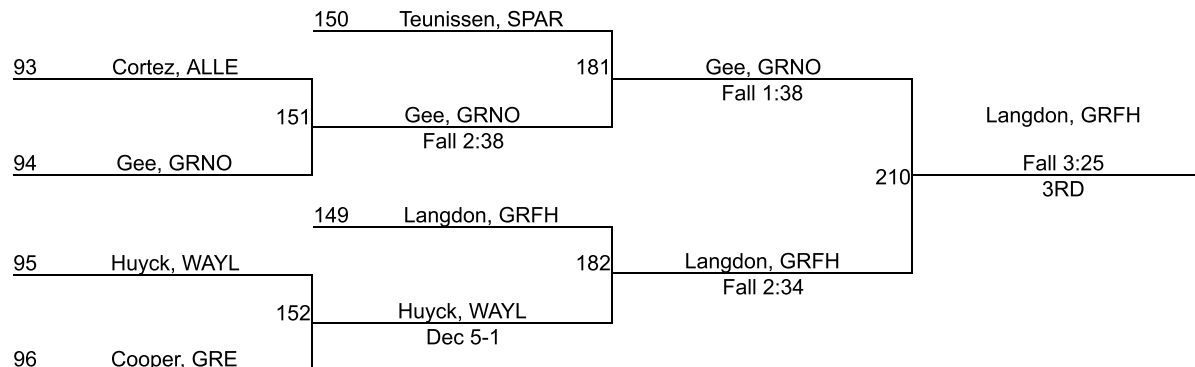 150 Teunissen, SPAR
93 Cortez, ALLE
181 Gee, GRNO
Fall 1:38
151 Gee, GRNO
Fall 2:38
Langdon, GRFH
94 Gee, GRNO
Fall 3:25
210
3RD
149 Langdon, GRFH
95 Huyck, WAYL
182 Langdon, GRFH
Fall 2:34
152 Huyck, WAYL
Dec 5-1
96 Cooper, GRE